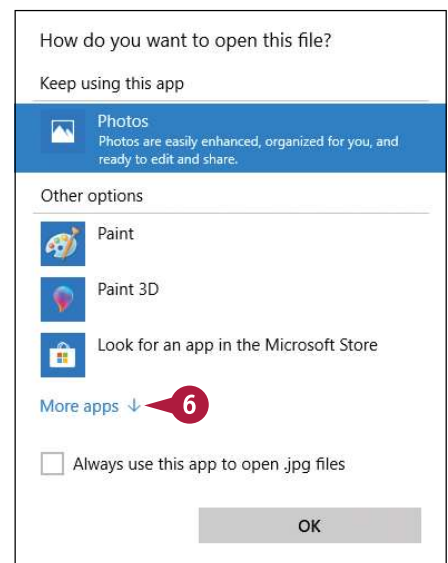 How do you want to open this file?
Keep using this app
Photos
Photos are easily enhanced, organized for you, and
ready to edit and share.
Other options
Paint
Paint 3D
Look for an app in the Microsoft Store
More apps ↓ 6
Always use this app to open .jpg files
OK